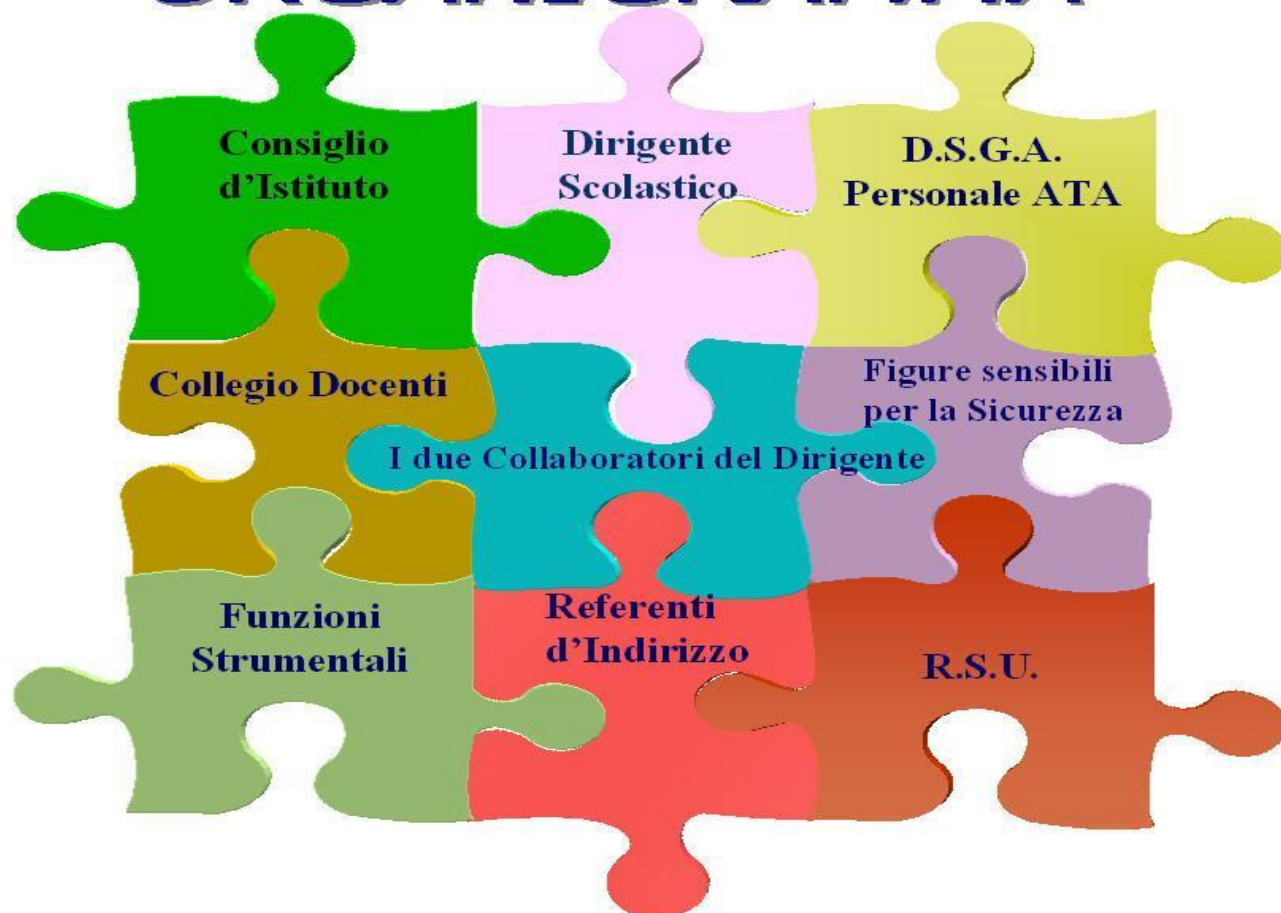 ORGANIGRAMMA
Consiglio
d’Istituto
Dirigente
Scolastico
D.S.G.A.
Personale ATA
Collegio Docenti
I due Collaboratori del Dirigente
Figure sensibili
per la Sicurezza
Funzioni
Strumentali
Referenti
d’Indirizzo
R.S.U.